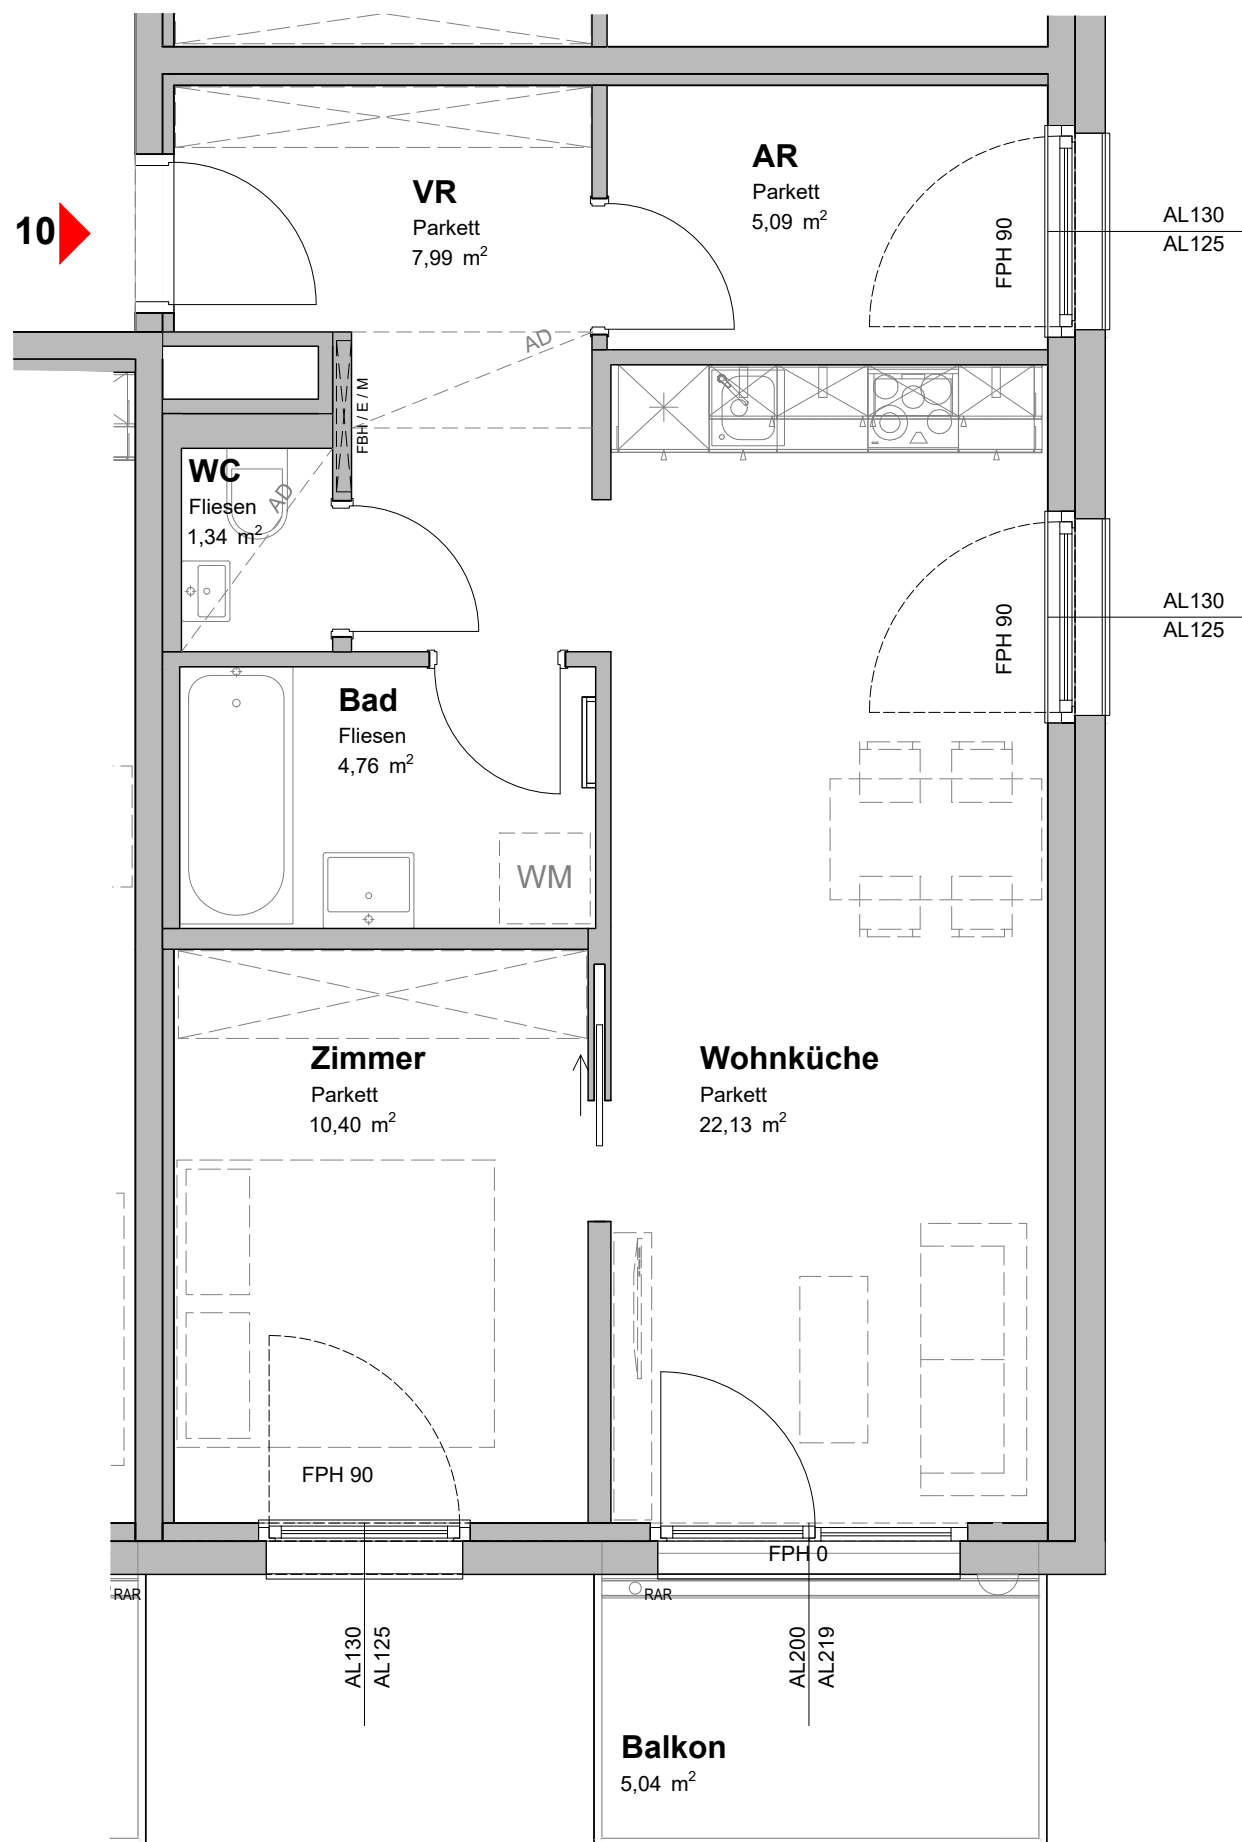 10
VR
Parkett
7,99 m²
AR
Parkett
5,09 m²
FPH 90
AL130
AL125
AD
FBH / E / M
WC
Fliesen
1,34 m²
AD
FPH 90
AL130
AL125
Bad
Fliesen
4,76 m²
WM
Zimmer
Parkett
10,40 m²
Wohnküche
Parkett
22,13 m²
FPH 90
FPH 0
RAR
RAR
AL130
AL125
AL200
AL219
Balkon
5,04 m²